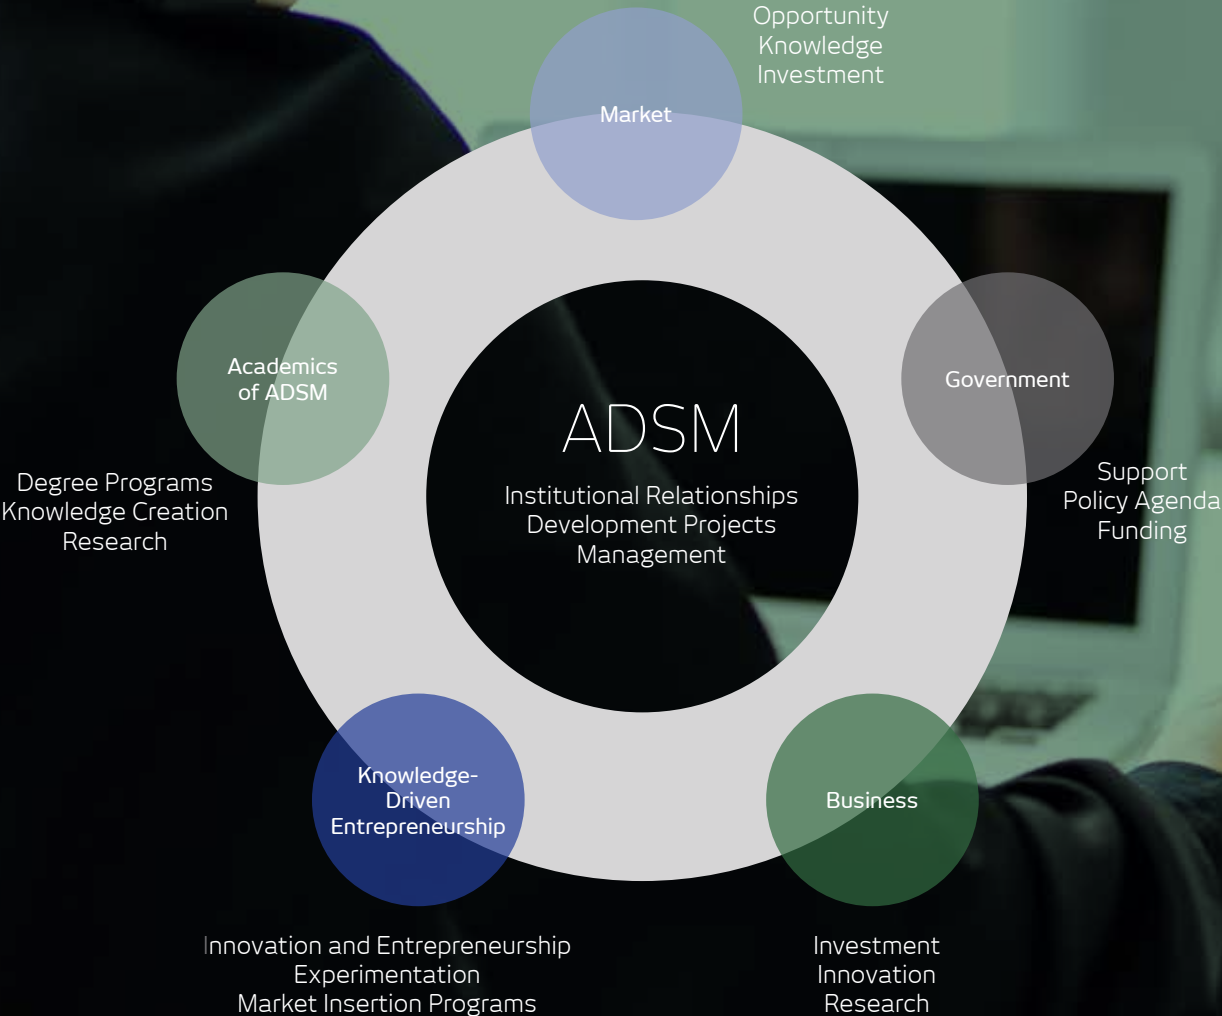 Opportunity
Knowledge
Investment
Market
Academics
of ADSM
Government
ADSM
Institutional Relationships
Development Projects
Management
Degree Programs
Knowledge Creation
Research
Support
Policy Agenda
Funding
Knowledge-
Driven
Entrepreneurship
Business
Innovation and Entrepreneurship
Experimentation
Market Insertion Programs
Investment
Innovation
Research